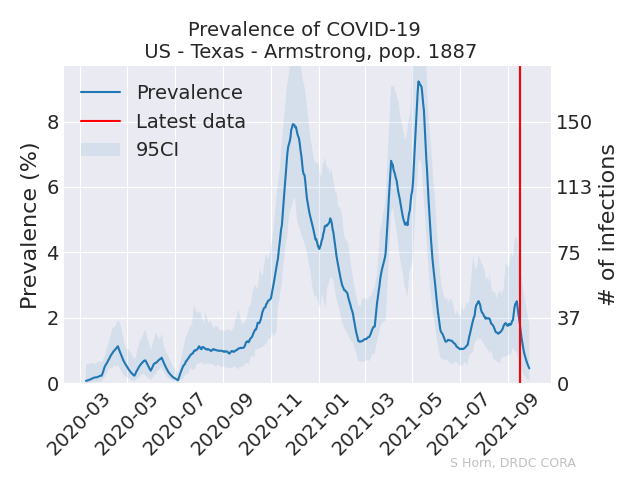 Prevalence of COVID-19
US - Texas - Armstrong, pop. 1887
Prevalence
Latest data
95CI
Prevalence (%)
8
6
4
2
0
150
113
75
37
0
# of infections
2020-03
2020-05
2020-07
2020-09
2020-11
2021-01
2021-03
2021-05
2021-07
2021-09
S Horn, DRDC CORA